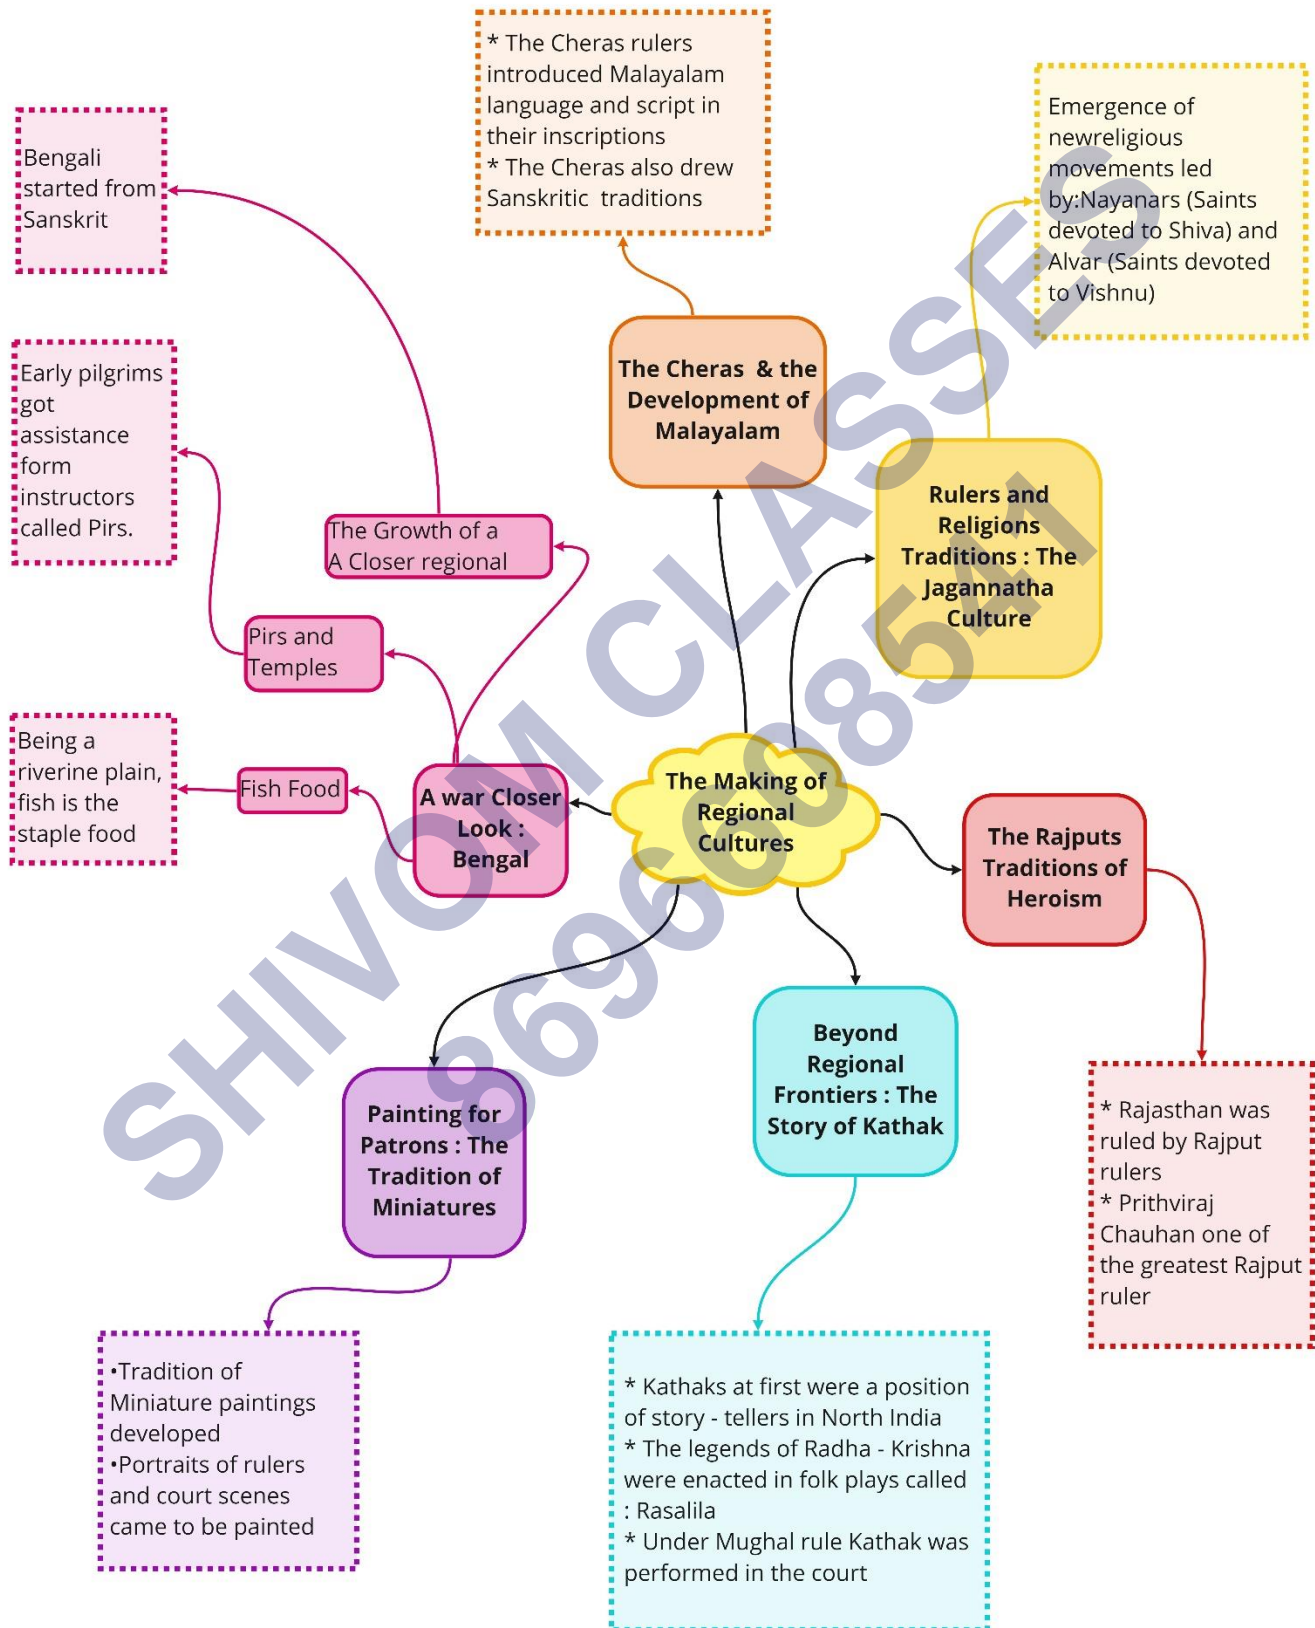 * The Cheras rulers
introduced Malayalam
language and script in
their inscriptions
* The Cheras also drew
Sanskritic traditions
Emergence of
newreligious
movements led
by:Nayanars (Saints
devoted to Shiva) and
Alvar (Saints devoted
to Vishnu)
Bengali
started from
Sanskrit
Early pilgrims
got
assistance
form
instructors
called Pirs.
The Cheras & the
Development of
Malayalam
Rulers and
Religions
Traditions : The
Jagannatha
Culture
The Growth of a
A Closer regional
Pirs and
Temples
Being a
riverine plain,
fish is the
staple food
Fish Food
A war Closer
Look :
Bengal
The Making of
Regional
Cultures
The Rajputs
Traditions of
Heroism
Beyond
Regional
Frontiers : The
Story of Kathak
Painting for
Patrons : The
Tradition of
Miniatures
* Rajasthan was
ruled by Rajput
rulers
* Prithviraj
Chauhan one of
the greatest Rajput
ruler
•Tradition of
Miniature paintings
developed
•Portraits of rulers
and court scenes
came to be painted
* Kathaks at first were a position
of story - tellers in North India
* The legends of Radha - Krishna
were enacted in folk plays called
: Rasalila
* Under Mughal rule Kathak was
performed in the court
SHIVOM CLASSES
8696608541